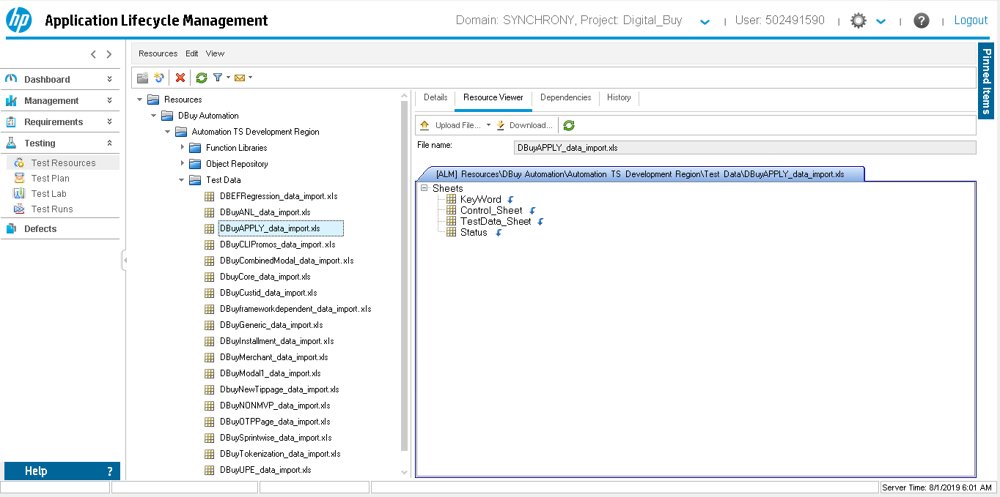 hp Application Lifecycle Management Domain: SYNCHRONY, Project: Digital_Buy | User: 502491590 | | ? | Logout
Pinned Items
Resources Edit View
Dashboard
Management
Requirements
Testing
Test Resources
Test Plan
Test Lab
Test Runs
Defects
Help ?
Resources
DBuy Automation
Automation TS Development Region
Function Libraries
Object Repository
Test Data
DBEFRegression_data_import.xls
DBuyANL_data_import.xls
DBuyAPPLY_data_import.xls
DBuyCLIPromos_data_import.xls
DBuyCombinedModal_data_import.xls
DbuyCore_data_import.xls
DBuyCustid_data_import.xls
DBuyframeworkdependent_data_import.xls
DBuyGeneric_data_import.xls
DBuyInstallment_data_import.xls
DBuyMerchant_data_import.xls
DBuyModal1_data_import.xls
DbuyNewTippage_data_import.xls
DBuyNONMVP_data_import.xls
DBuyOTPPage_data_import.xls
DBuySprintwise_data_import.xls
DBuyTokenization_data_import.xls
DBuyUPE_data_import.xls
Details Resource Viewer Dependencies History
Upload File... Download...
File name: DBuyAPPLY_data_import.xls
[ALM] Resources\DBuy Automation\Automation TS Development Region\Test Data\DBuyAPPLY_data_import.xls
Sheets
KeyWord
Control_Sheet
TestData_Sheet
Status
Server Time: 8/1/2019 6:01 AM